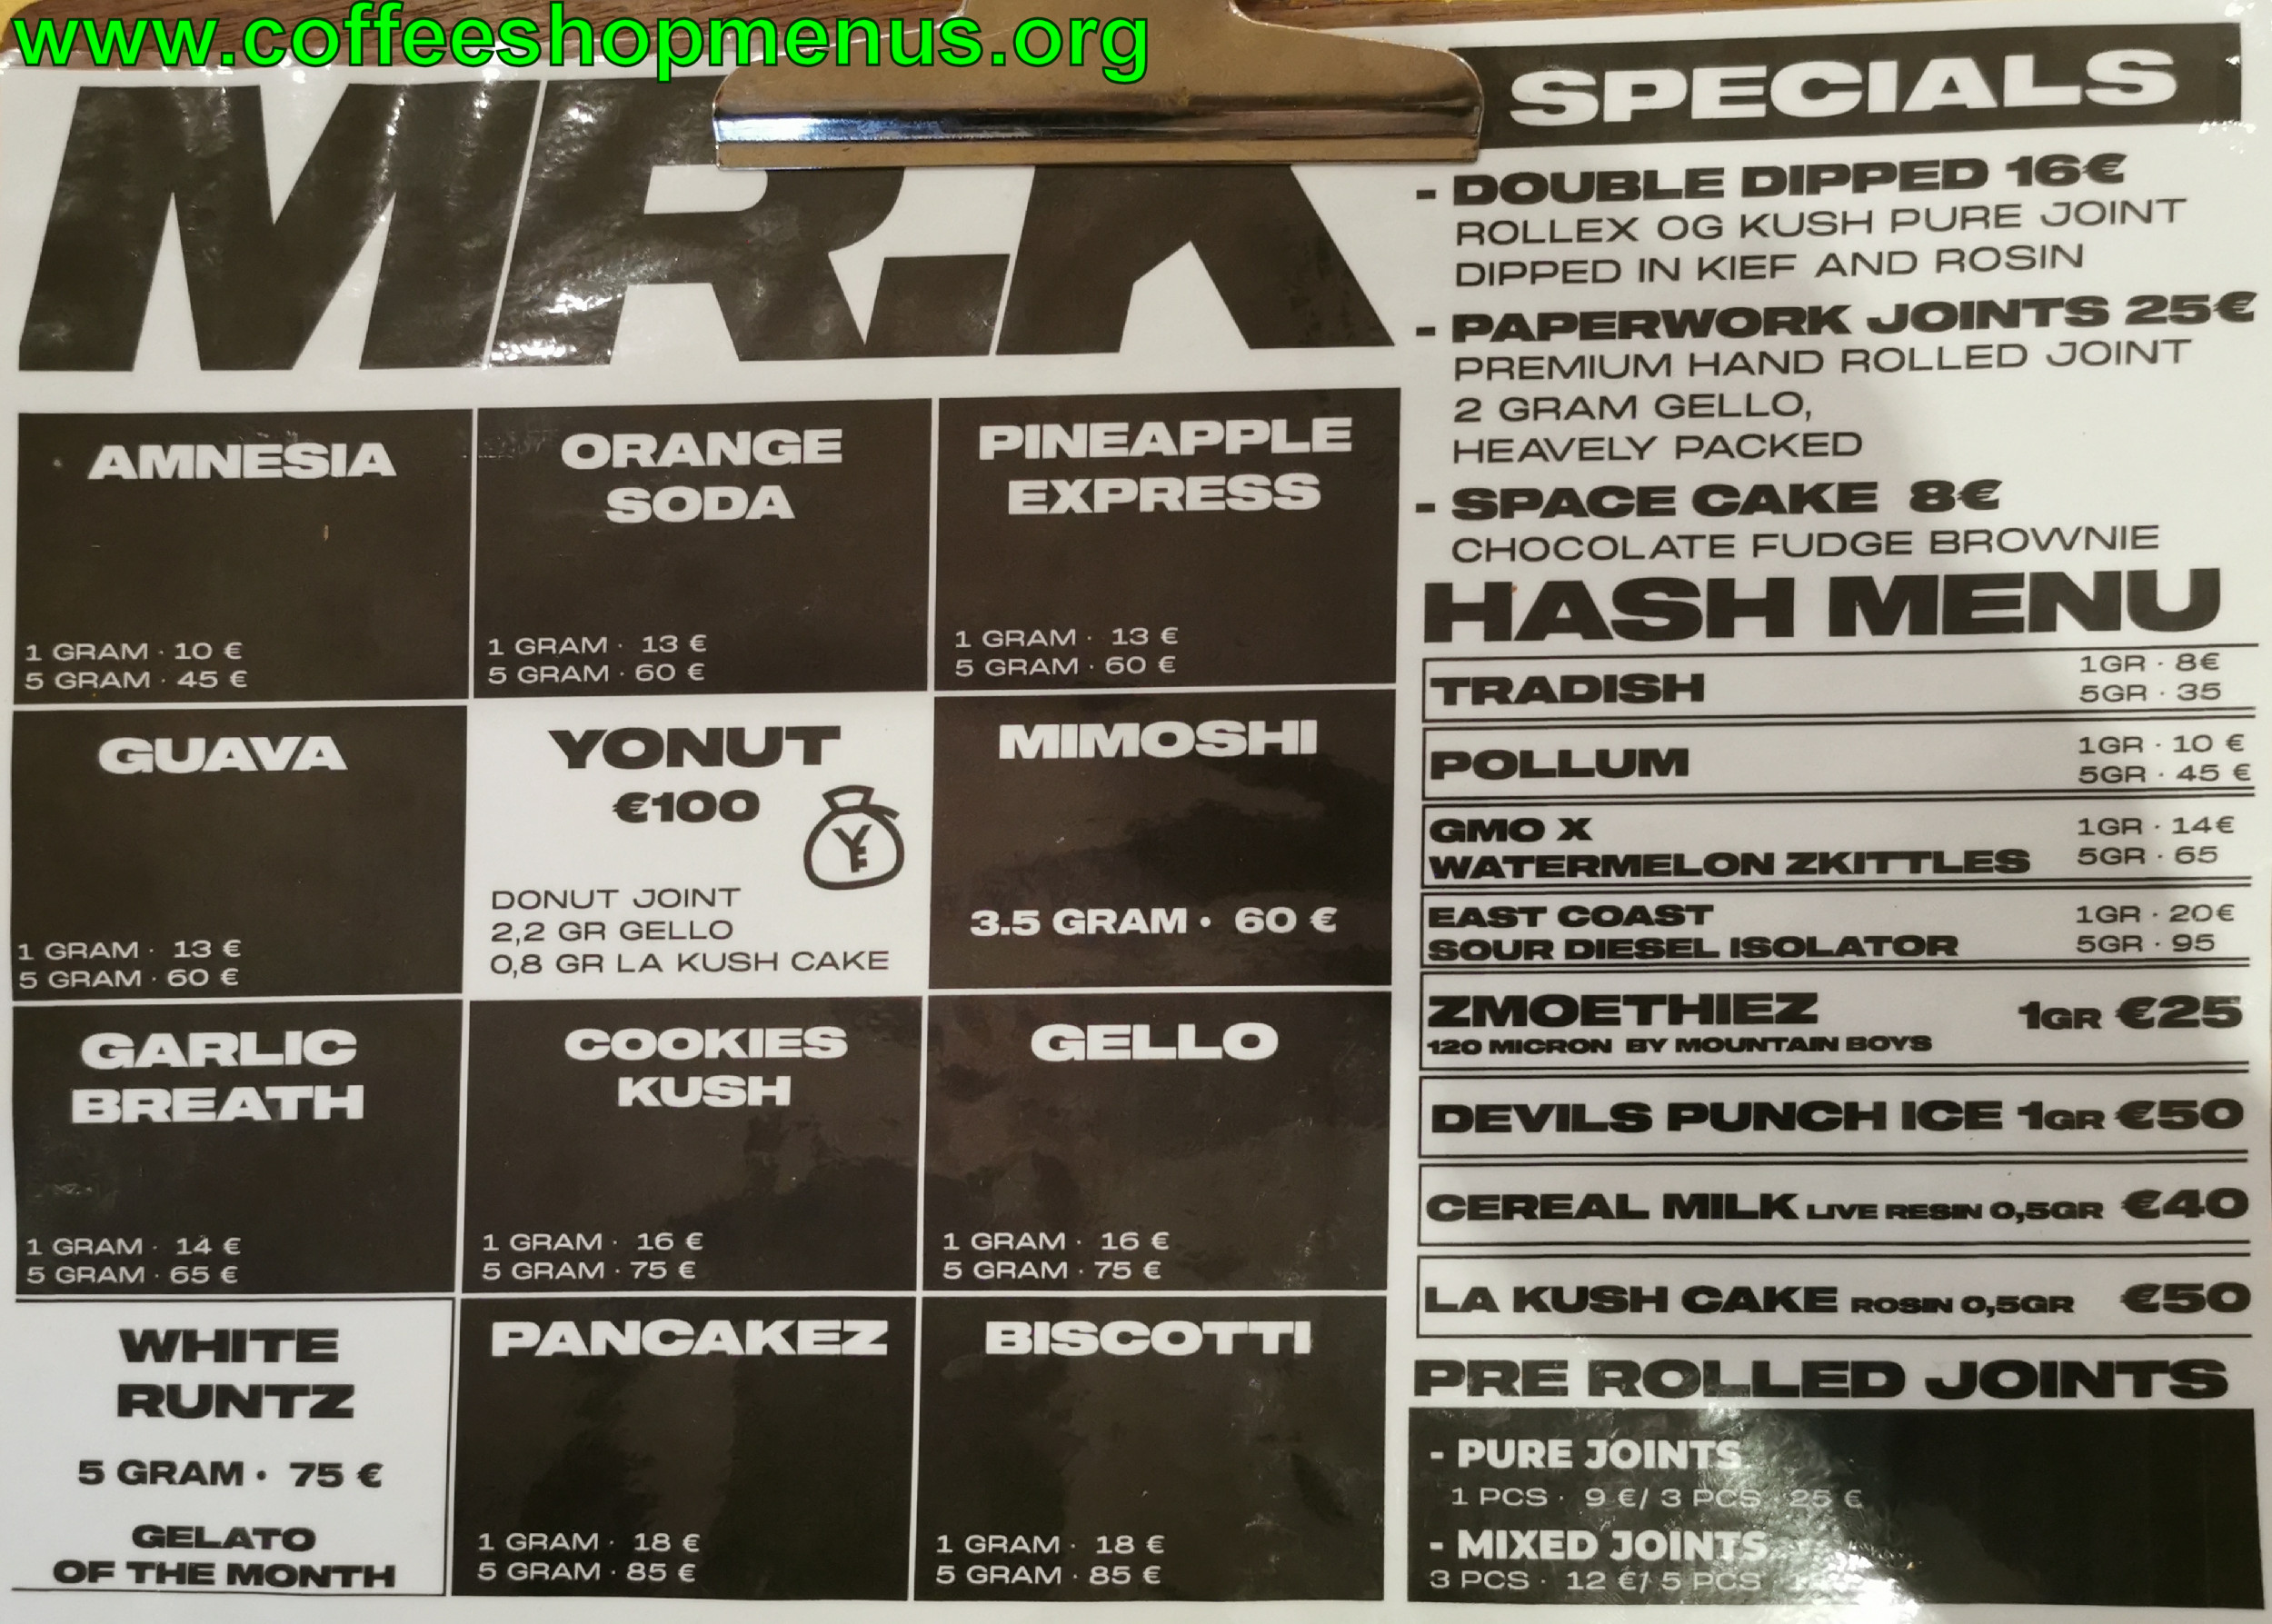 www.coffeeshopmenus.org
MR.K
AMNESIA
1 GRAM · 10 €
5 GRAM · 45 €
ORANGE
SODA
1 GRAM · 13 €
5 GRAM · 60 €
PINEAPPLE
EXPRESS
1 GRAM · 13 €
5 GRAM · 60 €
GUAVA
1 GRAM · 13 €
5 GRAM · 60 €
YONUT
€100
DONUT JOINT
2,2 GR GELLO
0,8 GR LA KUSH CAKE
MIMOSHI
3.5 GRAM · 60 €
GARLIC
BREATH
1 GRAM · 14 €
5 GRAM · 65 €
COOKIES
KUSH
1 GRAM · 16 €
5 GRAM · 75 €
GELLO
1 GRAM · 16 €
5 GRAM · 75 €
WHITE
RUNTZ
5 GRAM · 75 €
GELATO
OF THE MONTH
PANCAKEZ
1 GRAM · 18 €
5 GRAM · 85 €
BISCOTTI
1 GRAM · 18 €
5 GRAM · 85 €
SPECIALS
- DOUBLE DIPPED 16€
ROLLEX OG KUSH PURE JOINT
DIPPED IN KIEF AND ROSIN
- PAPERWORK JOINTS 25€
PREMIUM HAND ROLLED JOINT
2 GRAM GELLO,
HEAVELY PACKED
- SPACE CAKE 8€
CHOCOLATE FUDGE BROWNIE
HASH MENU
TRADISH
1GR · 8€
5GR · 35
POLLUM
1GR · 10 €
5GR · 45 €
GMO X
WATERMELON ZKITTLES
1GR · 14€
5GR · 65
EAST COAST
SOUR DIESEL ISOLATOR
1GR · 20€
5GR · 95
ZMOETHIEZ 1GR €25
120 MICRON BY MOUNTAIN BOYS
DEVILS PUNCH ICE 1GR €50
CEREAL MILK LIVE RESIN 0,5GR €40
LA KUSH CAKE ROSIN 0,5GR €50
PRE ROLLED JOINTS
- PURE JOINTS
1 PCS · 9 €/ 3 PCS · 25 €
- MIXED JOINTS
3 PCS · 12 €/ 5 PCS